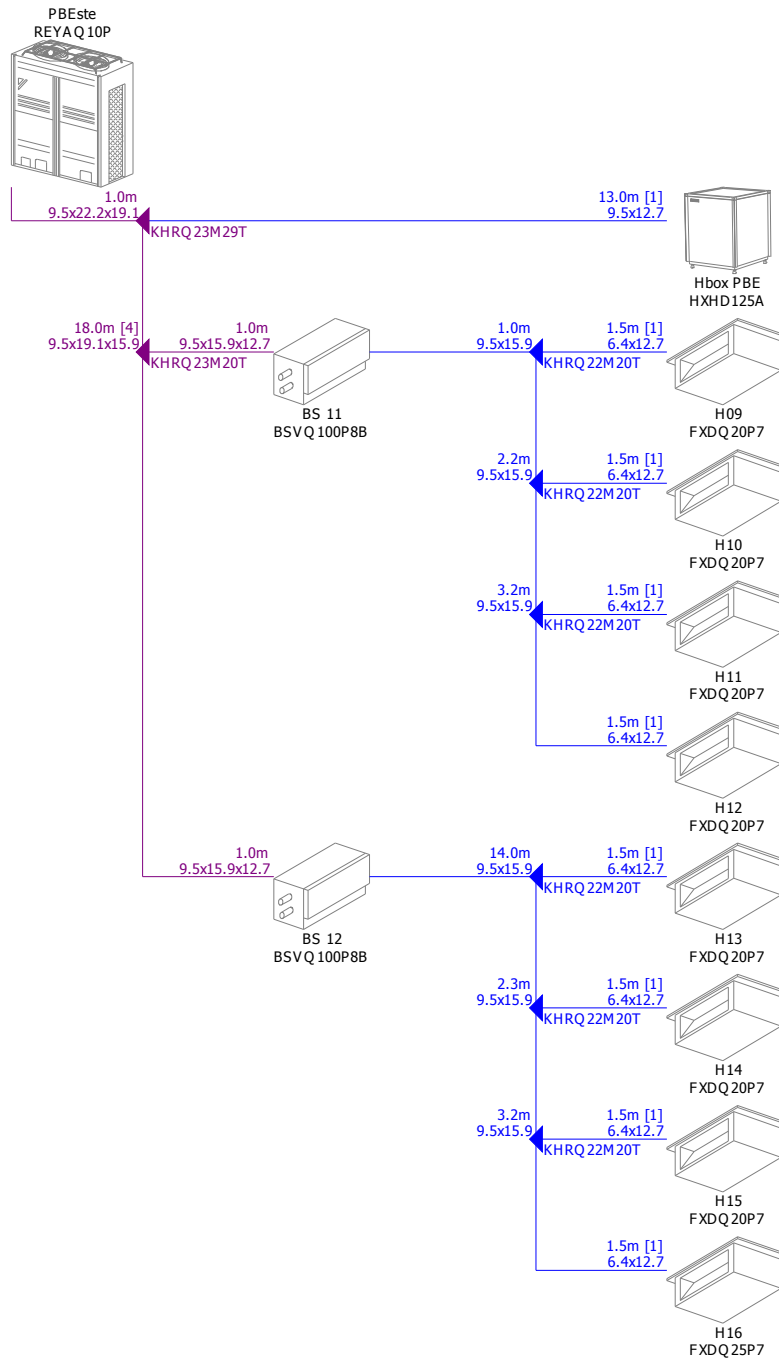 PBEste
REYAQ10P
1.0m
9.5x22.2x19.1
KHRQ23M29T
13.0m [1]
9.5x12.7
Hbox PBE
HXHD125A
18.0m [4]
9.5x19.1x15.9
KHRQ23M20T
1.0m
9.5x15.9x12.7
BS 11
BSVQ100P8B
1.0m
9.5x15.9
KHRQ22M20T
1.5m [1]
6.4x12.7
H09
FXDQ20P7
2.2m
9.5x15.9
KHRQ22M20T
1.5m [1]
6.4x12.7
H10
FXDQ20P7
3.2m
9.5x15.9
KHRQ22M20T
1.5m [1]
6.4x12.7
H11
FXDQ20P7
1.5m [1]
6.4x12.7
H12
FXDQ20P7
1.0m
9.5x15.9x12.7
BS 12
BSVQ100P8B
14.0m
9.5x15.9
KHRQ22M20T
1.5m [1]
6.4x12.7
H13
FXDQ20P7
2.3m
9.5x15.9
KHRQ22M20T
1.5m [1]
6.4x12.7
H14
FXDQ20P7
3.2m
9.5x15.9
KHRQ22M20T
1.5m [1]
6.4x12.7
H15
FXDQ20P7
1.5m [1]
6.4x12.7
H16
FXDQ25P7